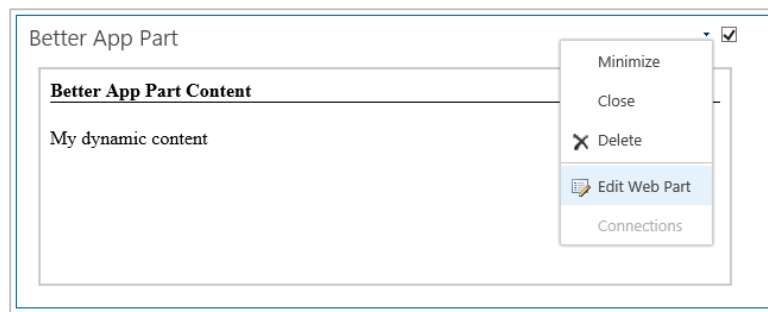 Better App Part
Minimize
Better App Part Content
Close
My dynamic content
Delete
Edit Web Part
Connections